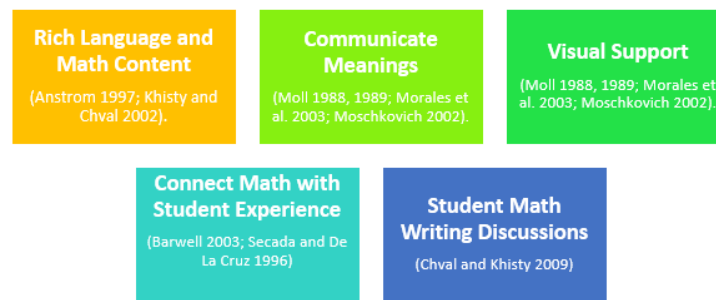 Rich Language and
Math Content
(Anstrom 1997; Khisty and
Chval 2002).
Communicate
Meanings
(Moll 1988, 1989; Morales et
al. 2003; Moschkovich 2002).
Visual Support
(Moll 1988, 1989; Morales et
al. 2003; Moschkovich 2002).
Connect Math with
Student Experience
(Barwell 2003; Secada and De
La Cruz 1996)
Student Math
Writing Discussions
(Chval and Khisty 2009)